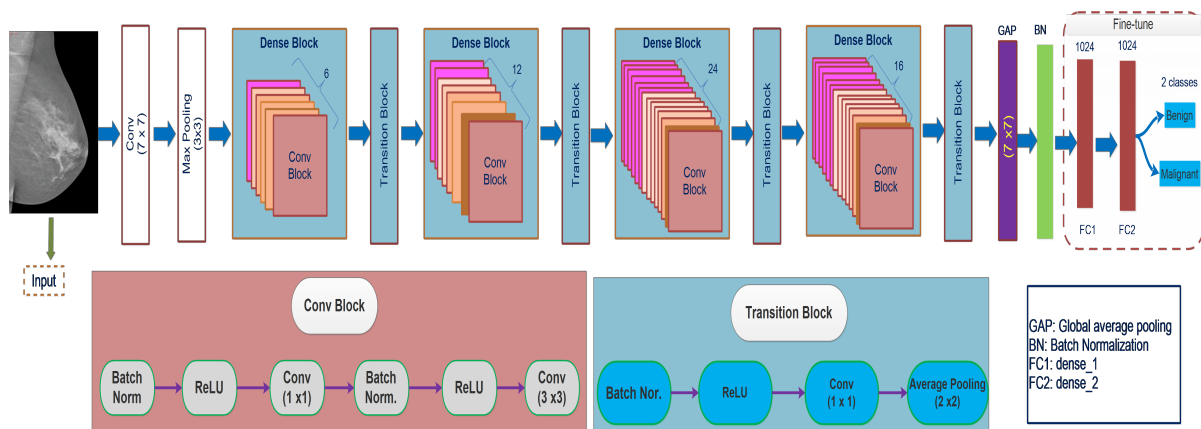 Input
Conv
(7 x 7)
Max Pooling
(3x3)
Dense Block
6
Conv
Block
Transition Block
Dense Block
12
Conv
Block
Transition Block
Dense Block
24
Conv
Block
Transition Block
Dense Block
16
Conv
Block
Transition Block
GAP
(7 x7)
BN
Fine-tune
1024
1024
FC1
FC2
2 classes
Benign
Malignant
Conv Block
Batch
Norm
ReLU
Conv
(1 x1)
Batch
Norm.
ReLU
Conv
(3 x3)
Transition Block
Batch Nor.
ReLU
Conv
(1 x 1)
Average Pooling
(2 x2)
GAP: Global average pooling
BN: Batch Normalization
FC1: dense_1
FC2: dense_2